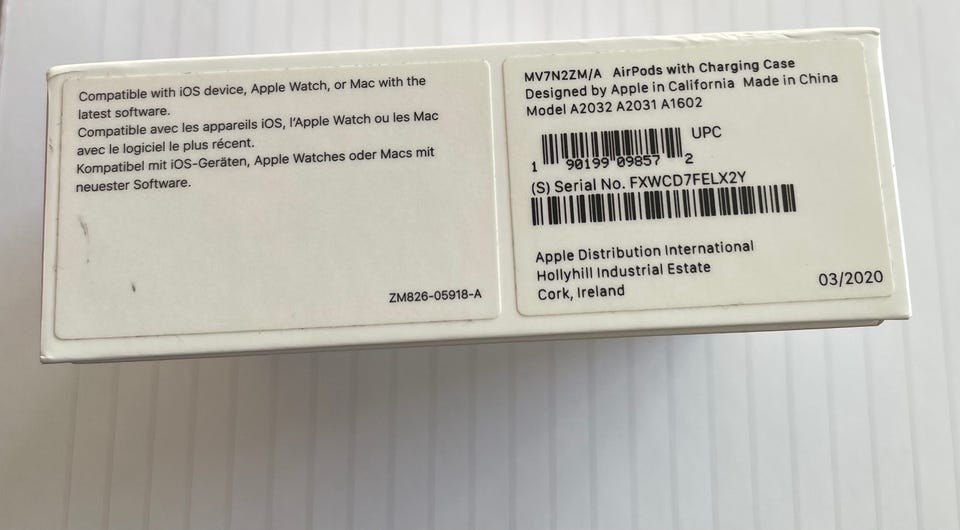 Compatible with iOS device, Apple Watch, or Mac with the
latest software.
Compatible avec les appareils iOS, l'Apple Watch ou les Mac
avec le logiciel le plus récent.
Kompatibel mit iOS-Geräten, Apple Watches oder Macs mit
neuester Software.
ZM826-05918-A
MV7N2ZM/A AirPods with Charging Case
Designed by Apple in California Made in China
Model A2032 A2031 A1602
UPC
1 90199 09857 2
(S) Serial No. FXWCD7FELX2Y
Apple Distribution International
Hollyhill Industrial Estate
Cork, Ireland
03/2020